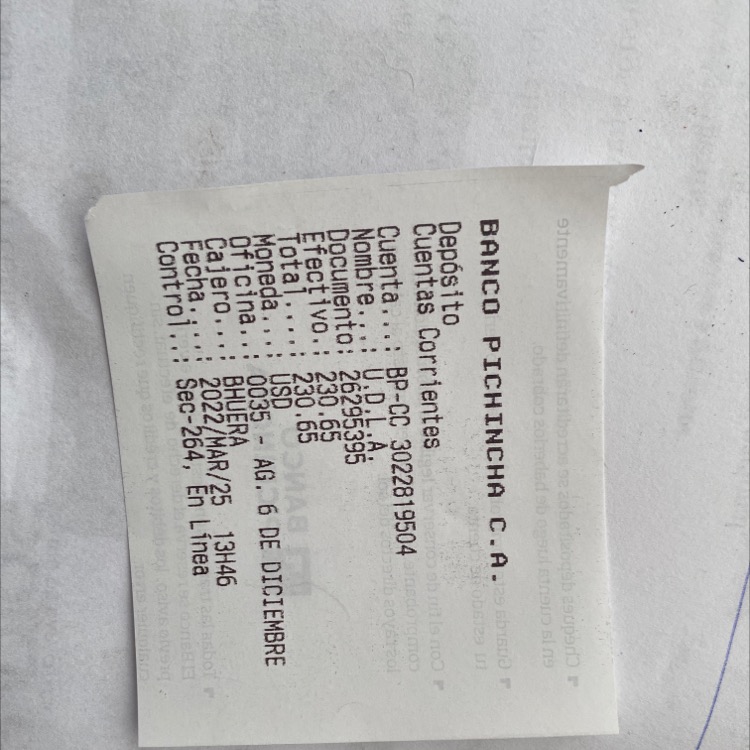 BANCO PICHINCHA C.A.
Depósito
Cuentas Corrientes
Cuenta...: BP-CC 3022819504
Nombre...: U.D.L.A.
Documento: 26295395
Efectivo.: 230.65
Total....: 230.65
Moneda...: USD
Oficina..: 0035 - AG. 6 DE DICIEMBRE
Cajero...: BHUERA
Fecha....: 2022/MAR/25 13H46
Control..: Sec-264, En Línea
BANCO